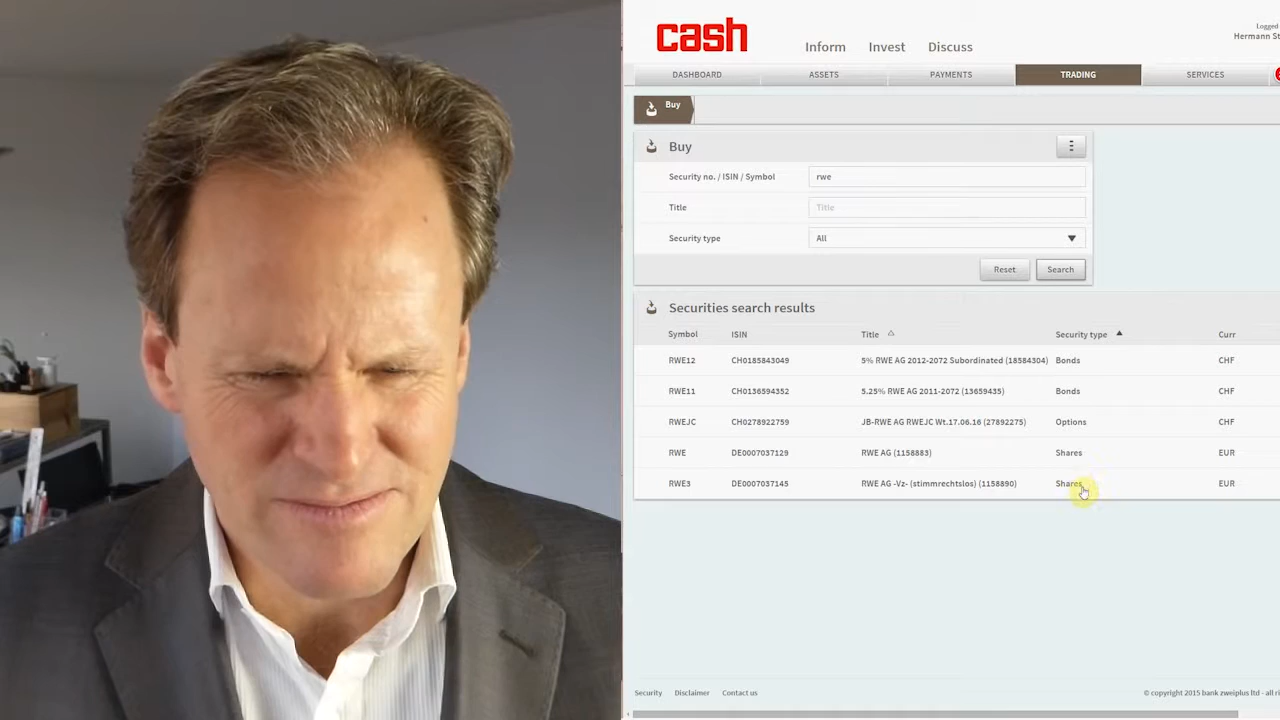 cash
Inform Invest Discuss
Logged
Hermann St
DASHBOARD ASSETS PAYMENTS TRADING SERVICES
Buy
Buy
Security no. / ISIN / Symbol rwe
Title Title
Security type All
Reset Search
Securities search results
Symbol ISIN Title Security type Curr
RWE12 CH0185843049 5% RWE AG 2012-2072 Subordinated (18584304) Bonds CHF
RWE11 CH0136594352 5.25% RWE AG 2011-2072 (13659435) Bonds CHF
RWEJC CH0278922759 JB-RWE AG RWEJC Wt.17.06.16 (27892275) Options CHF
RWE DE0007037129 RWE AG (1158883) Shares EUR
RWE3 DE0007037145 RWE AG -Vz- (stimmrechtslos) (1158890) Shares EUR
Security Disclaimer Contact us
© copyright 2015 bank zweiplus ltd - all ri